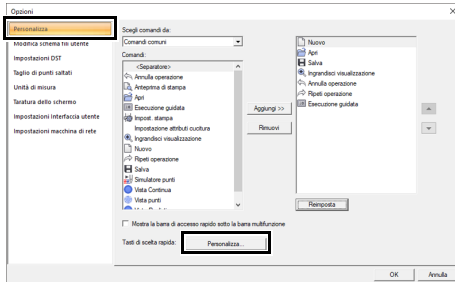 Opzioni
Personalizza
Modifica schema fili utente
Impostazioni DST
Taglio di punti saltati
Unità di misura
Taratura dello schermo
Impostazioni interfaccia utente
Impostazioni macchina di rete
Scegli comandi da:
Comandi comuni
Comandi:
<Separatore>
Annulla operazione
Anteprima di stampa
Apri
Esecuzione guidata
Impost. stampa
Impostazione attributi cucitura
Ingrandisci visualizzazione
Nuovo
Ripeti operazione
Salva
Simulatore punti
Vista Continua
Vista punti
Aggiungi >>
Rimuovi
Nuovo
Apri
Salva
Ingrandisci visualizzazione
Annulla operazione
Ripeti operazione
Esecuzione guidata
Reimposta
Mostra la barra di accesso rapido sotto la barra multifunzione
Tasti di scelta rapida:
Personalizza...
OK
Annulla